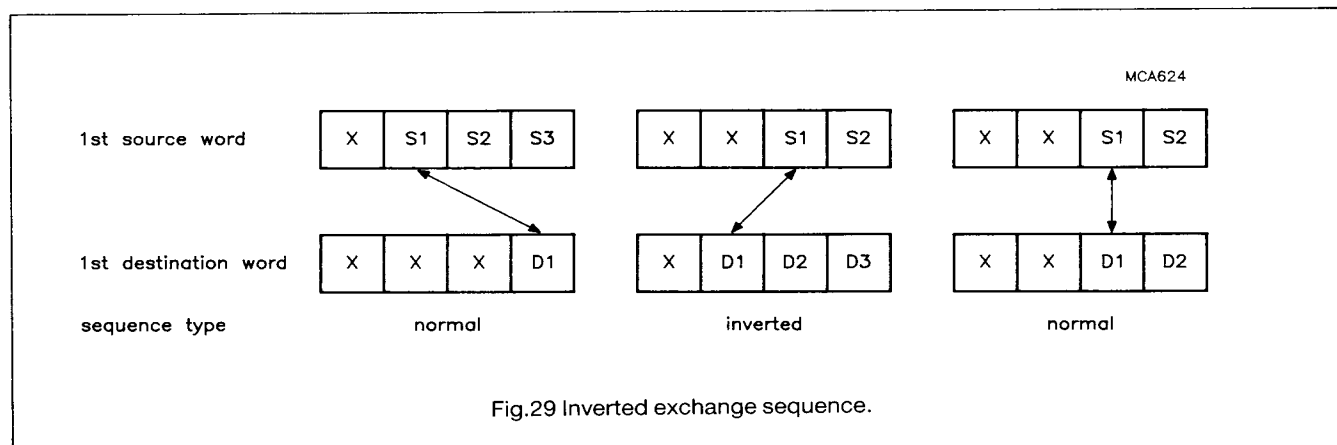 MCA624
1st source word X S1 S2 S3 X X S1 S2 X X S1 S2
1st destination word X X X D1 X D1 D2 D3 X X D1 D2
sequence type normal inverted normal
Fig.29 Inverted exchange sequence.